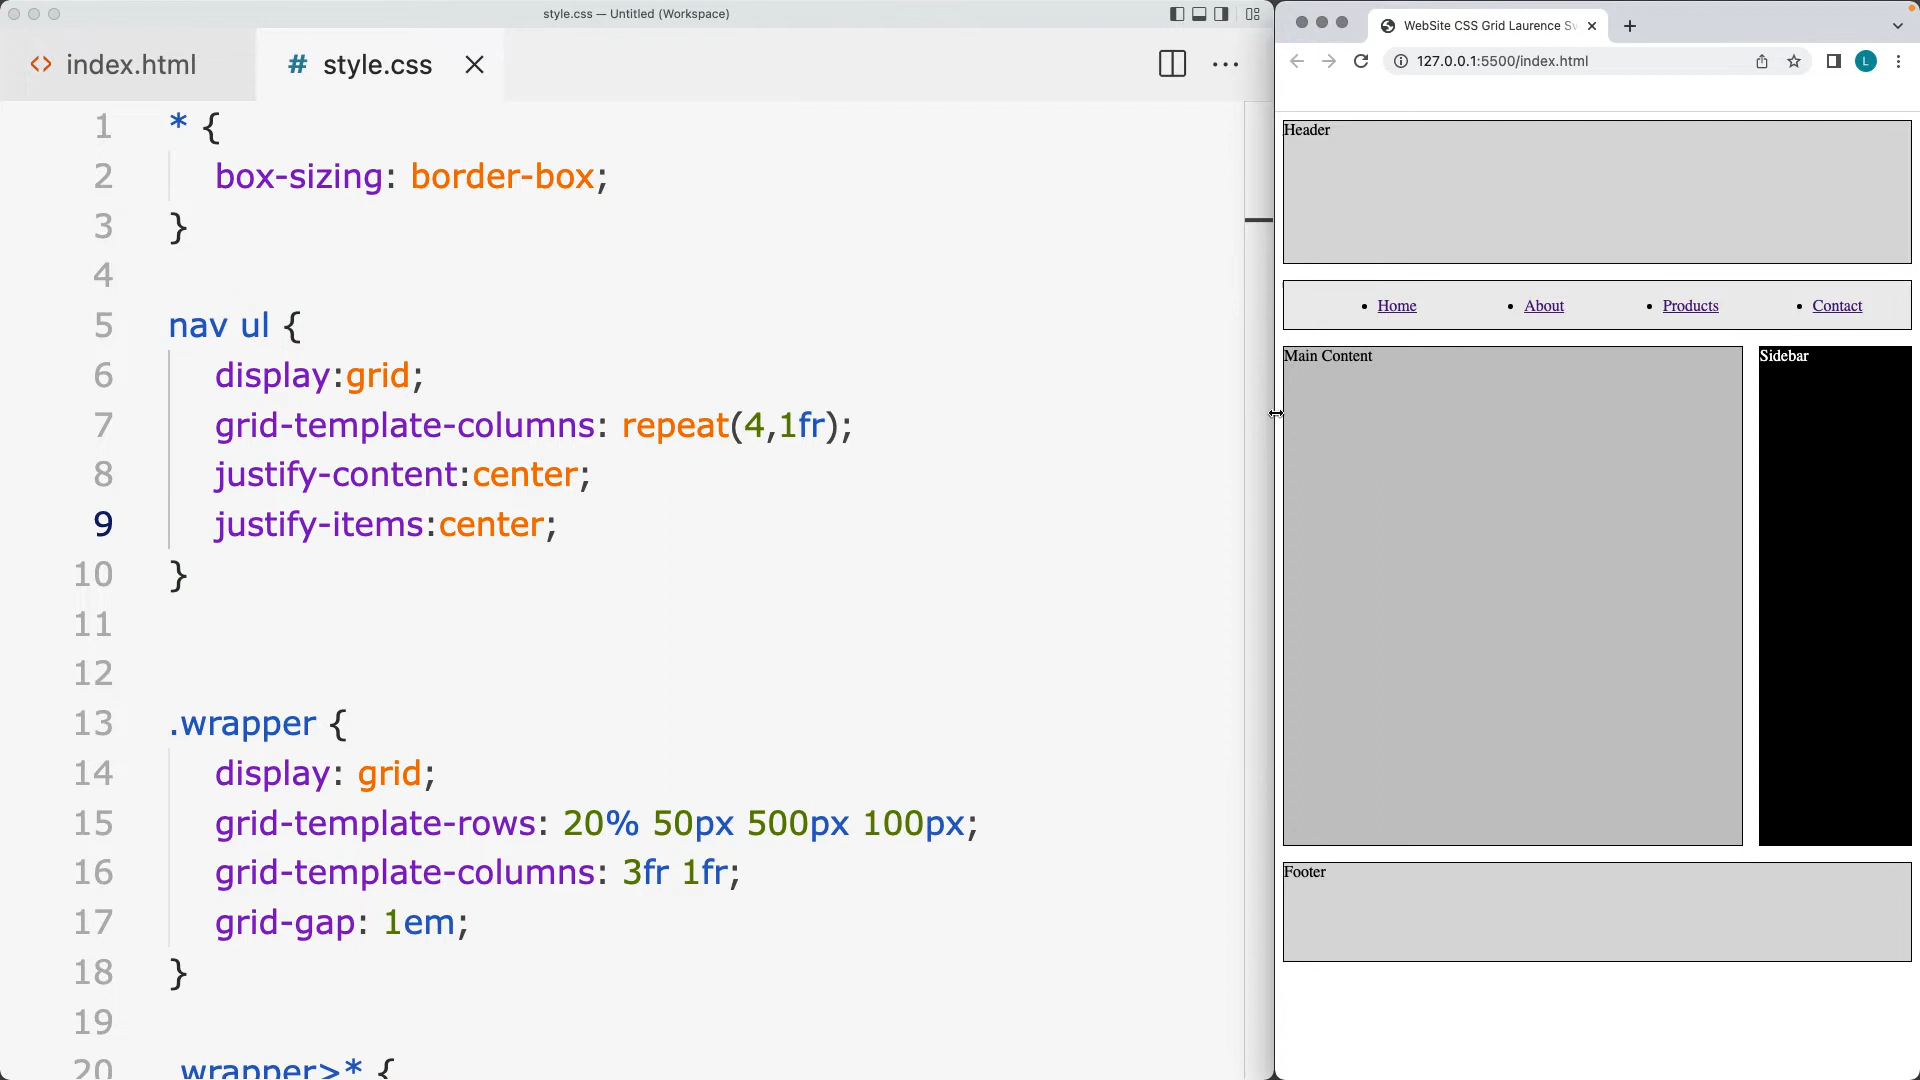 style.css — Untitled (Workspace)
index.html
# style.css
1 * {
2 box-sizing: border-box;
3 }
4
5 nav ul {
6 display:grid;
7 grid-template-columns: repeat(4,1fr);
8 justify-content:center;
9 justify-items:center;
10 }
11
12
13 .wrapper {
14 display: grid;
15 grid-template-rows: 20% 50px 500px 100px;
16 grid-template-columns: 3fr 1fr;
17 grid-gap: 1em;
18 }
19
20 .wrapper>* {
WebSite CSS Grid Laurence Sv
127.0.0.1:5500/index.html
L
Header
• Home • About • Products • Contact
Main Content
Sidebar
Footer